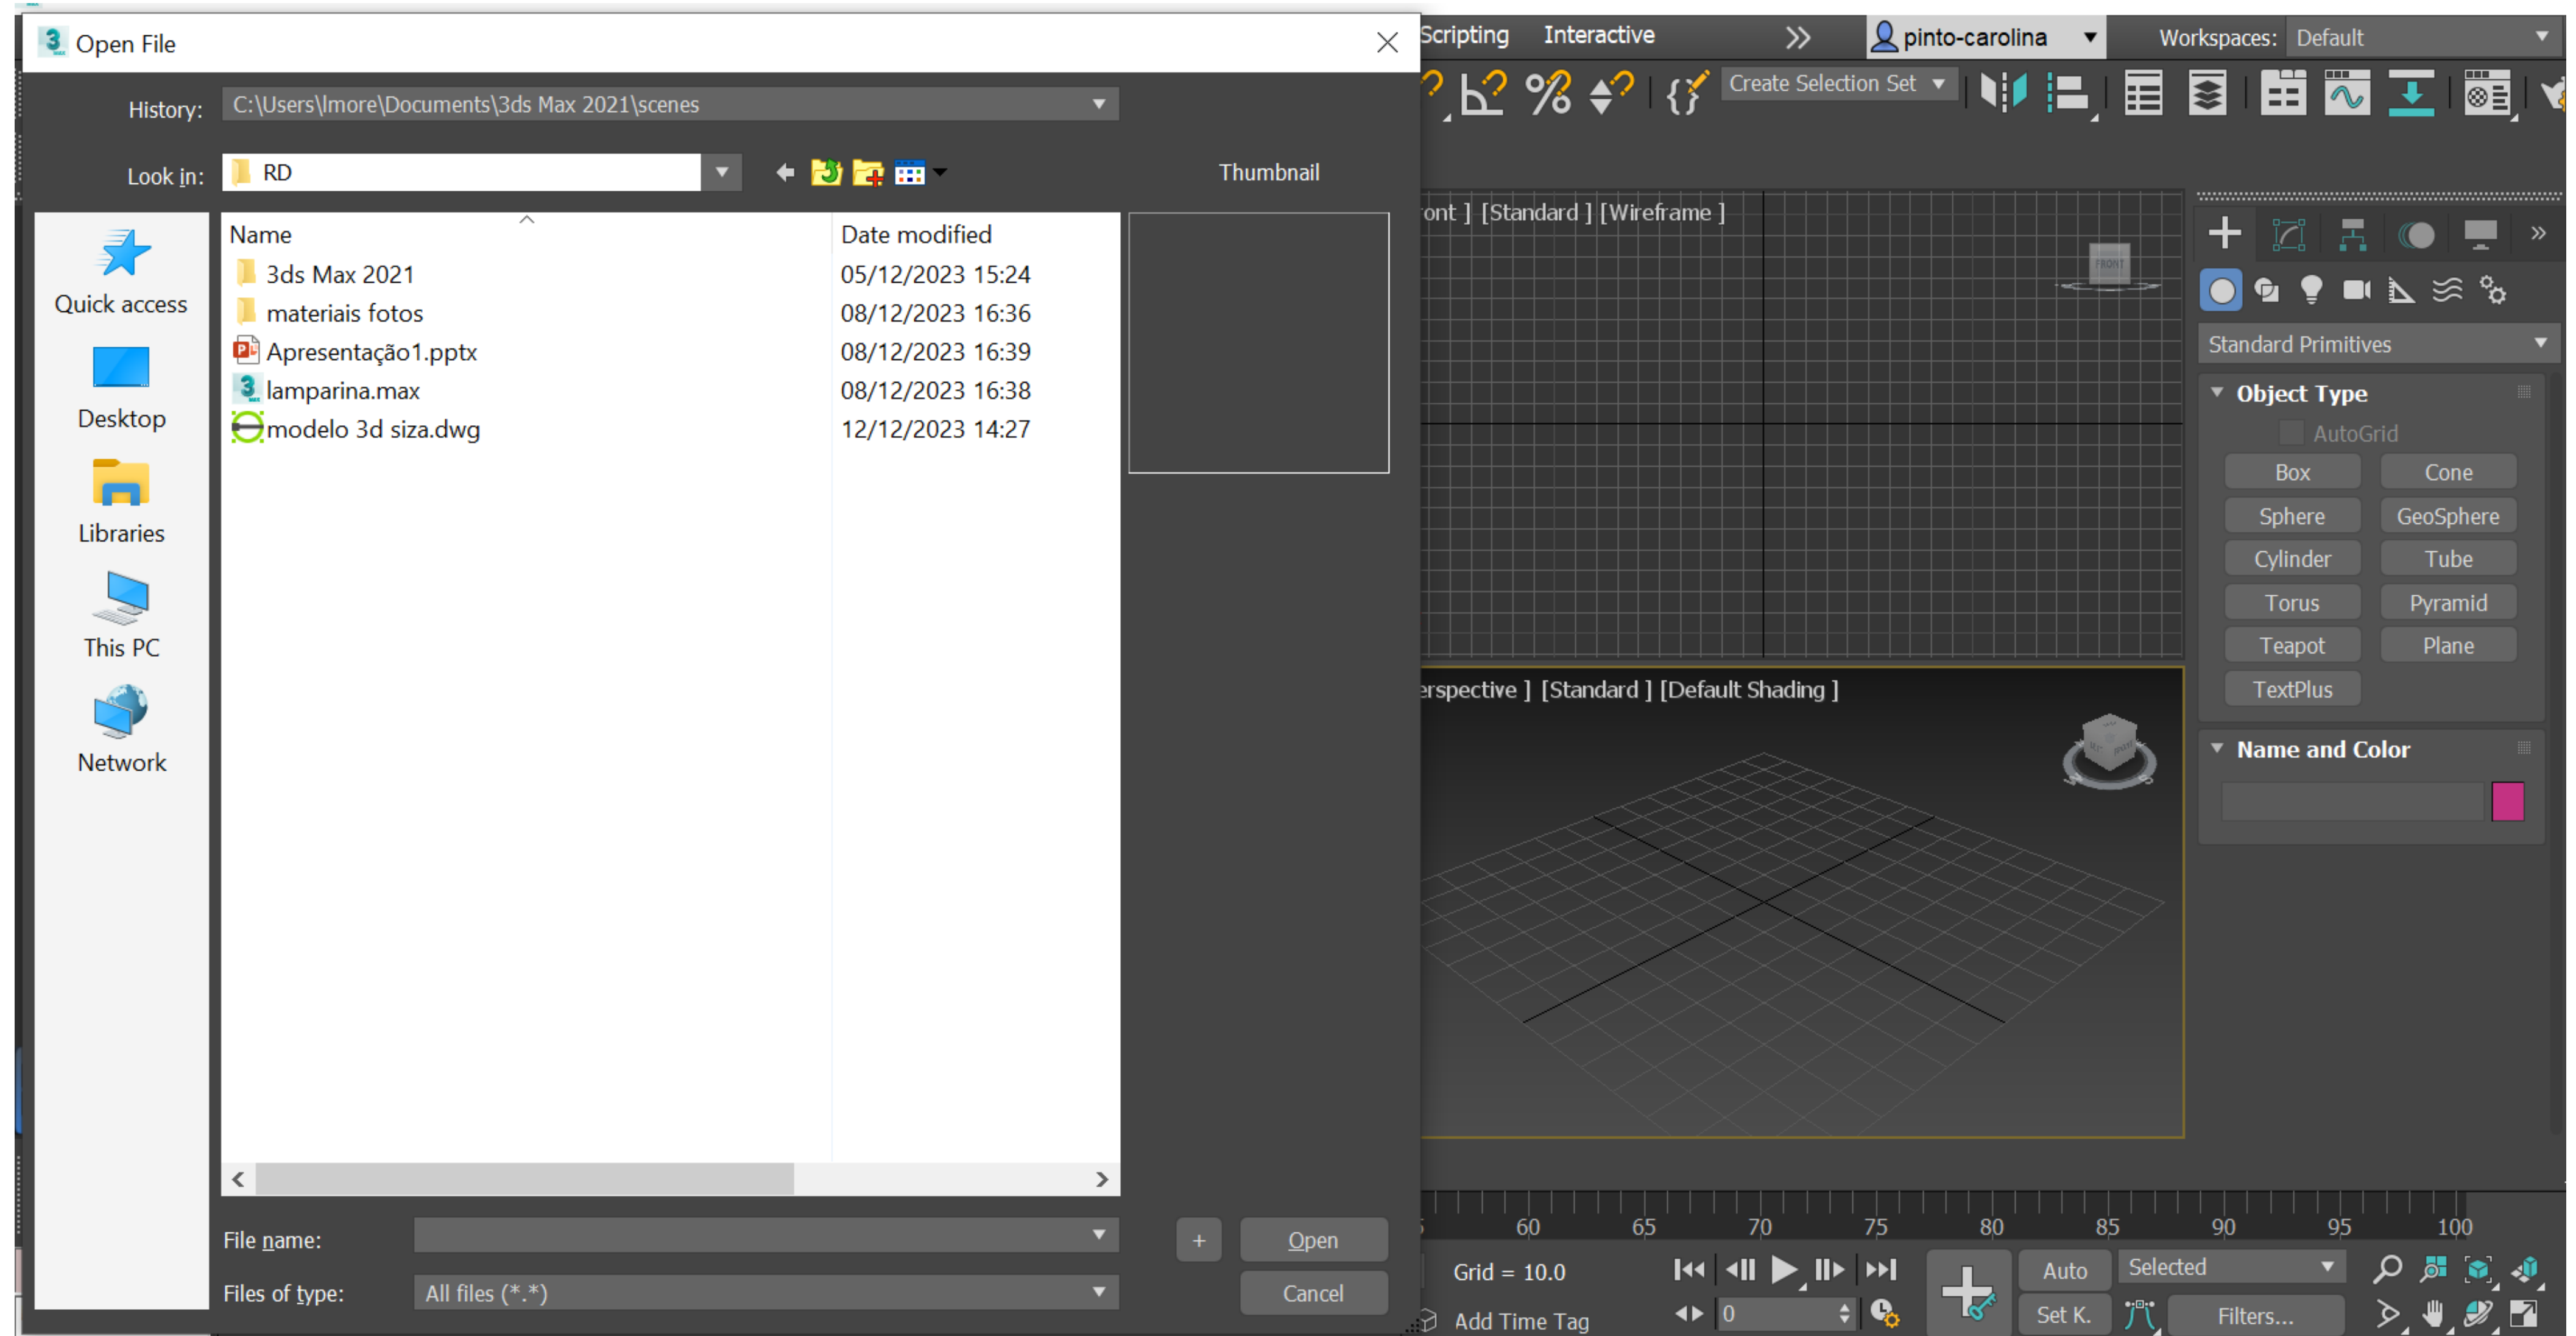 Open File
Scripting Interactive pinto-carolina Workspaces: Default
History: C:\Users\lmore\Documents\3ds Max 2021\scenes
Create Selection Set
Look in: RD
Thumbnail
Name Date modified
3ds Max 2021 05/12/2023 15:24
materiais fotos 08/12/2023 16:36
Apresentação1.pptx 08/12/2023 16:39
lamparina.max 08/12/2023 16:38
modelo 3d siza.dwg 12/12/2023 14:27
Quick access
Desktop
Libraries
This PC
Network
File name:
+ Open
Files of type: All files (*.*)
Cancel
ont ] [Standard ] [Wireframe ]
FRONT
erspective ] [Standard ] [Default Shading ]
Standard Primitives
Object Type
AutoGrid
Box Cone
Sphere GeoSphere
Cylinder Tube
Torus Pyramid
Teapot Plane
TextPlus
Name and Color
60 65 70 75 80 85 90 95 100
Grid = 10.0
Auto Selected
Add Time Tag
0
Set K. Filters...